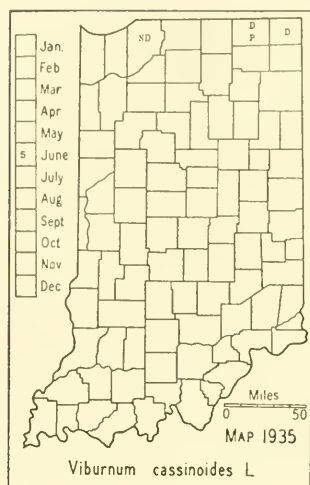 ND
D
P
D
Jan.
Feb
Mar
Apr
May
5 June
July
Aug
Sept
Oct
Nov
Dec
Miles
0 50
MAP 1935
Viburnum cassinoides L